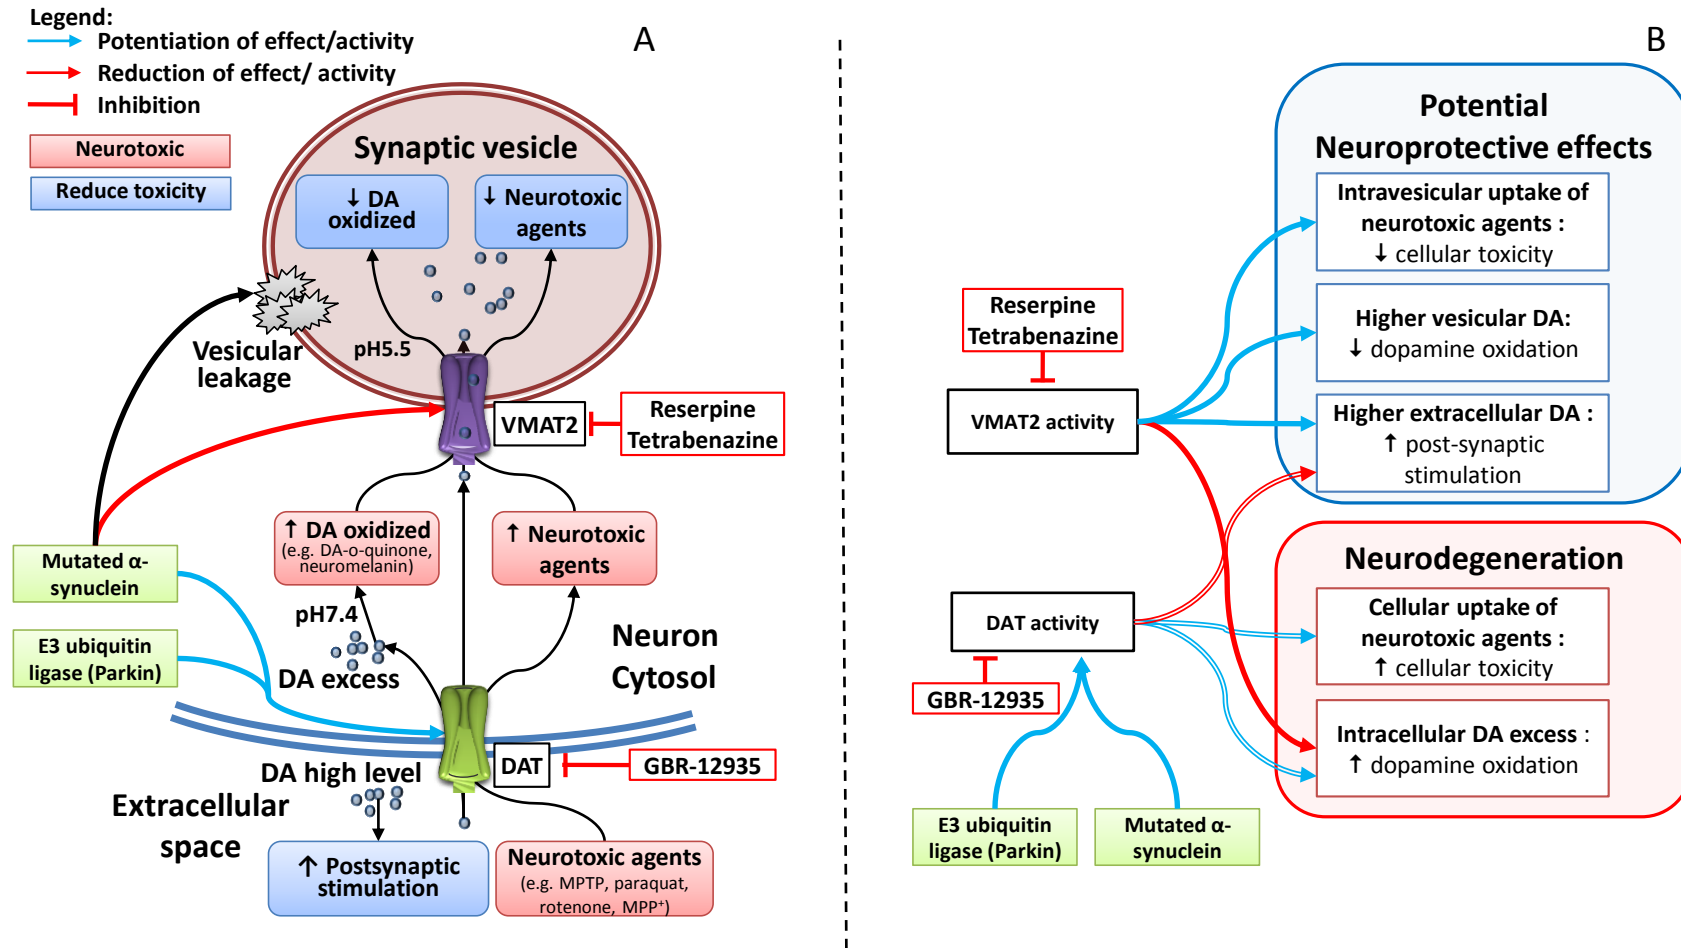 Legend:
Potentiation of effect/activity
Reduction of effect/ activity
Inhibition
Neurotoxic
Reduce toxicity
A
Synaptic vesicle
↓ DA
oxidized
↓ Neurotoxic
agents
pH5.5
Vesicular
leakage
VMAT2
Reserpine
Tetrabenazine
↑ DA oxidized
(e.g. DA-o-quinone,
neuromelanin)
↑ Neurotoxic
agents
Mutated α-
synuclein
E3 ubiquitin
ligase (Parkin)
pH7.4
DA excess
Neuron
Cytosol
DAT
GBR-12935
DA high level
Extracellular
space
↑ Postsynaptic
stimulation
Neurotoxic agents
(e.g. MPTP, paraquat,
rotenone, MPP⁺)
B
Potential
Neuroprotective effects
Intravesicular uptake of
neurotoxic agents :
↓ cellular toxicity
Higher vesicular DA:
↓ dopamine oxidation
Higher extracellular DA :
↑ post-synaptic
stimulation
Reserpine
Tetrabenazine
VMAT2 activity
DAT activity
GBR-12935
E3 ubiquitin
ligase (Parkin)
Mutated α-
synuclein
Neurodegeneration
Cellular uptake of
neurotoxic agents :
↑ cellular toxicity
Intracellular DA excess :
↑ dopamine oxidation